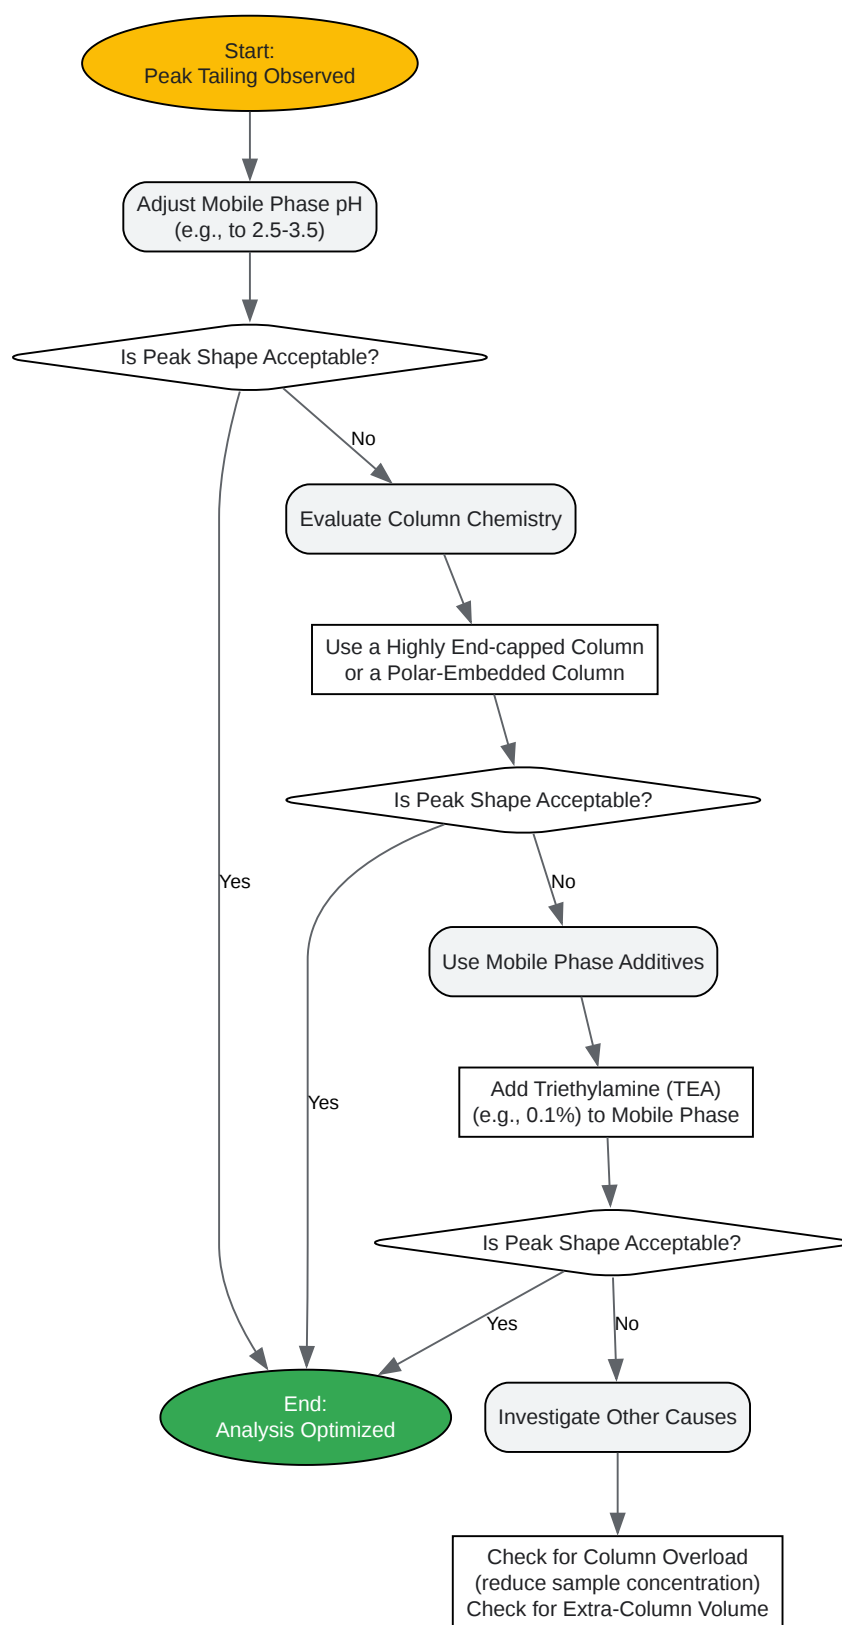 Start:
Peak Tailing Observed
Adjust Mobile Phase pH
(e.g., to 2.5-3.5)
Is Peak Shape Acceptable?
No
Evaluate Column Chemistry
Use a Highly End-capped Column
or a Polar-Embedded Column
Is Peak Shape Acceptable?
Yes
No
Use Mobile Phase Additives
Add Triethylamine (TEA)
(e.g., 0.1%) to Mobile Phase
Yes
Is Peak Shape Acceptable?
Yes
No
End:
Analysis Optimized
Investigate Other Causes
Check for Column Overload
(reduce sample concentration)
Check for Extra-Column Volume